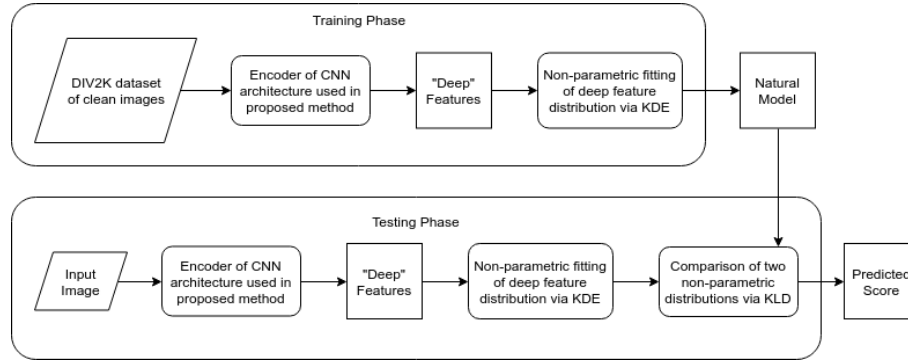 Training Phase
DIV2K dataset
of clean images
Encoder of CNN
architecture used in
proposed method
"Deep"
Features
Non-parametric fitting
of deep feature
distribution via KDE
Natural
Model
Testing Phase
Input
Image
Encoder of CNN
architecture used in
proposed method
"Deep"
Features
Non-parametric fitting
of deep feature
distribution via KDE
Comparison of two
non-parametric
distributions via KLD
Predicted
Score